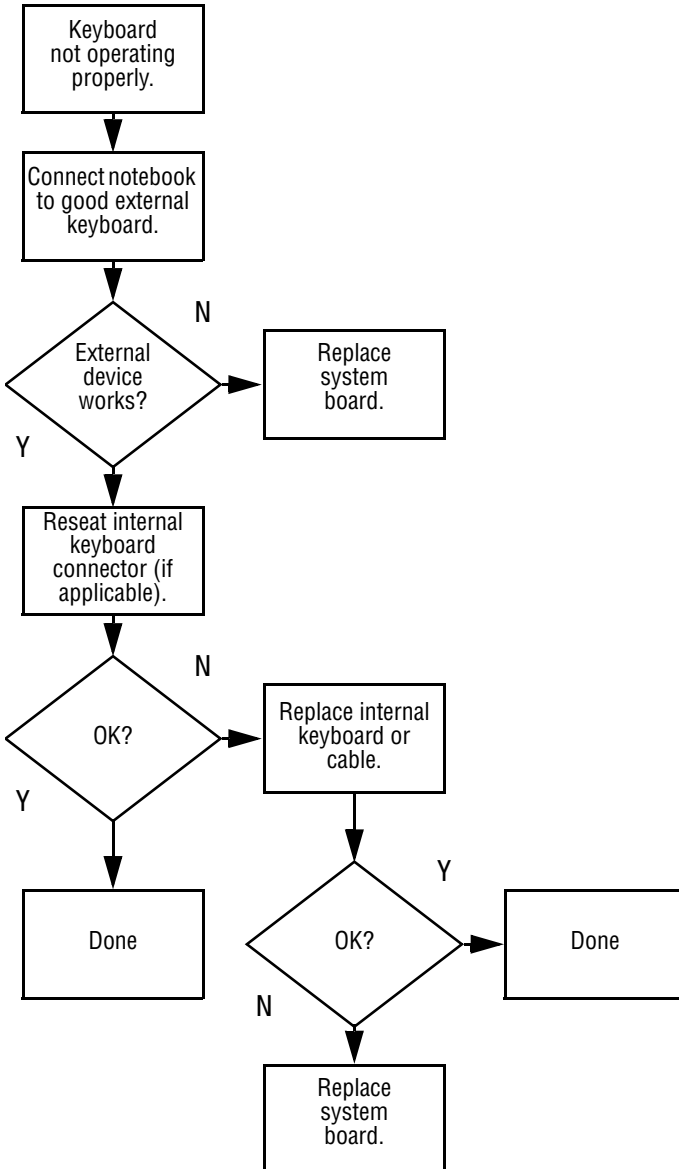 Keyboard
not operating
properly.
Connect notebook
to good external
keyboard.
N
External
device
works?
Replace
system
board.
Y
Reseat internal
keyboard
connector (if
applicable).
N
OK?
Replace internal
keyboard or
cable.
Y
Done
Y
OK?
Done
N
Replace
system
board.